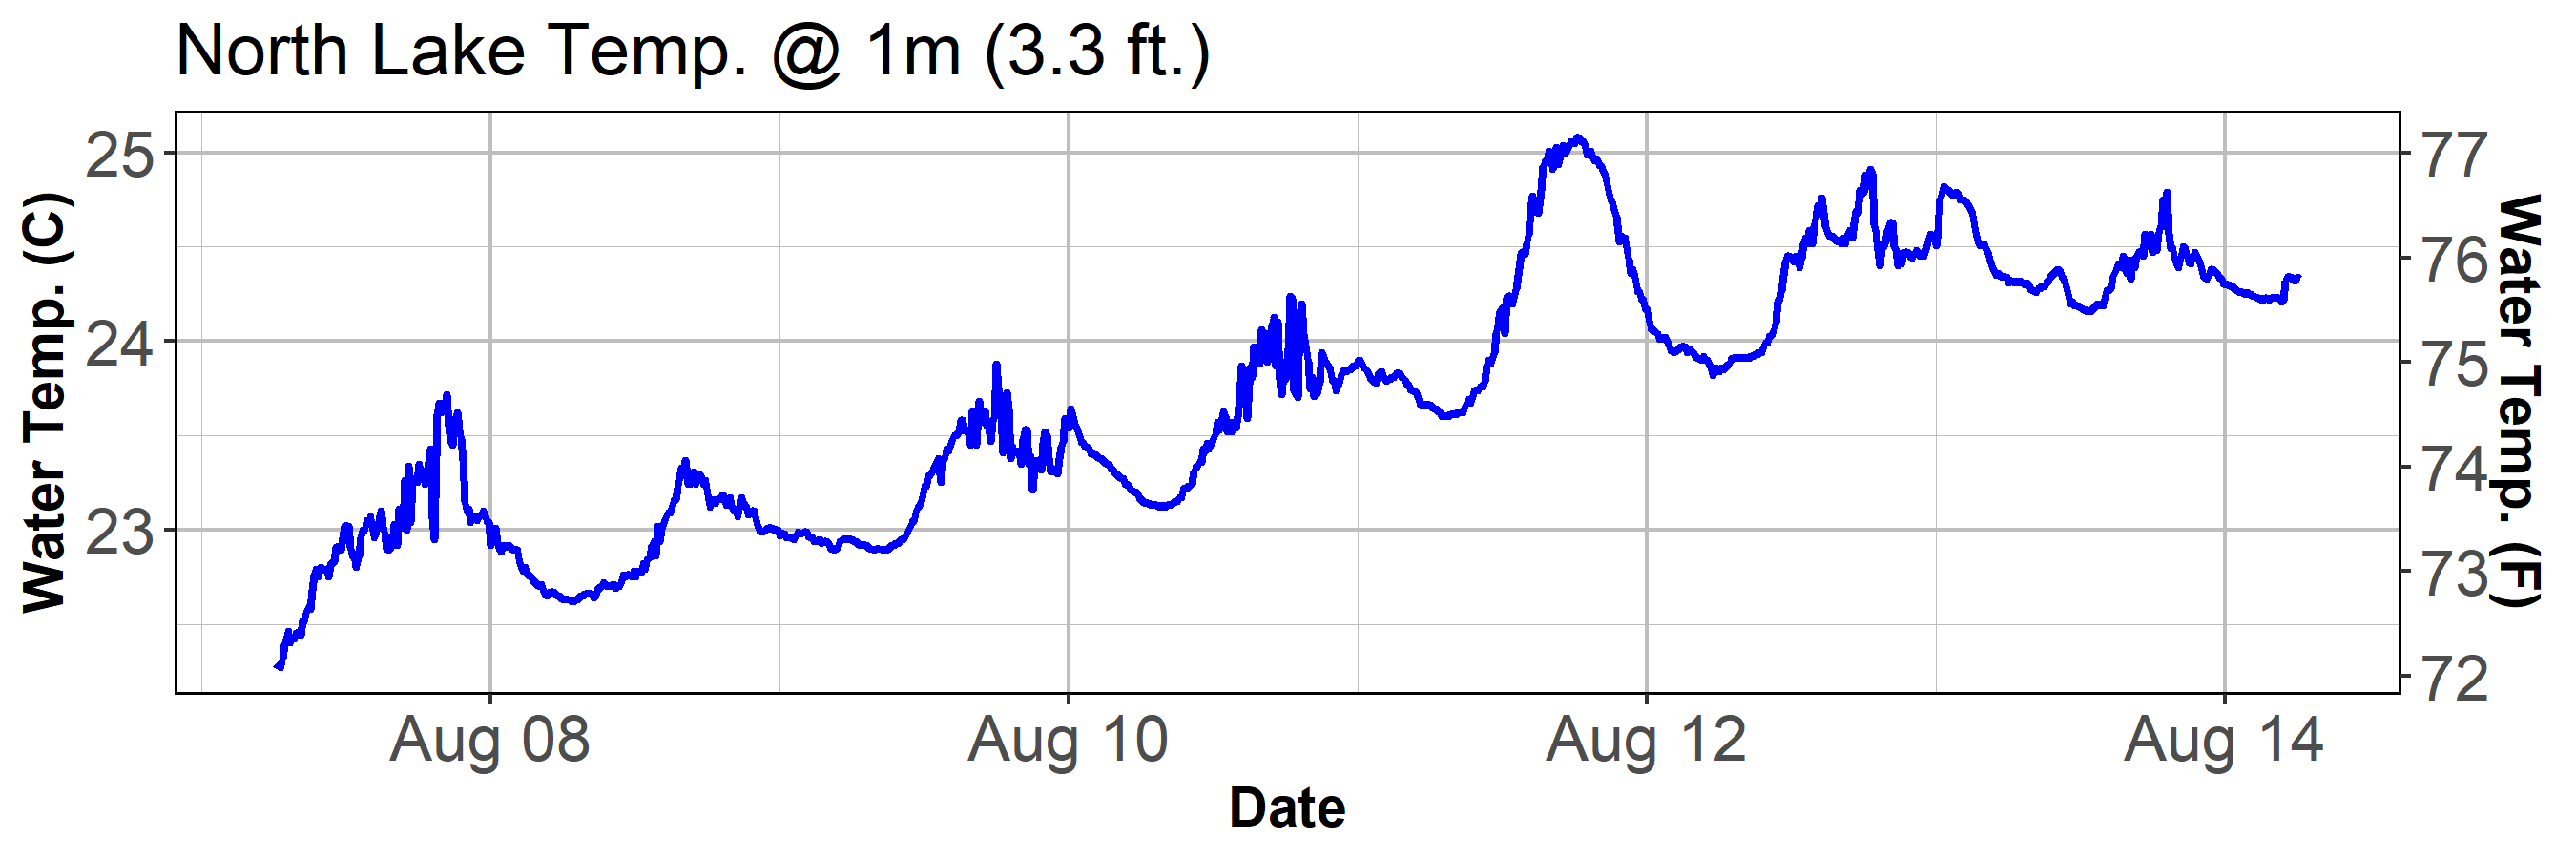 North Lake Temp. @ 1m (3.3 ft.)
Water Temp. (C)
25
24
23
77
76
75
74
73
72
Water Temp. (F)
Aug 08
Aug 10
Aug 12
Aug 14
Date